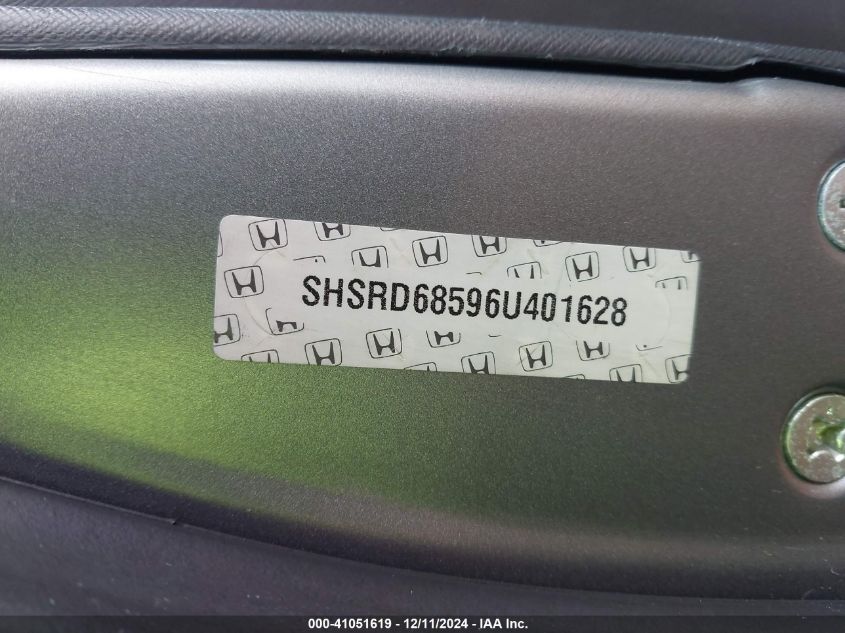 SHSRD68596U401628
000-41051619 - 12/11/2024 - IAA Inc.